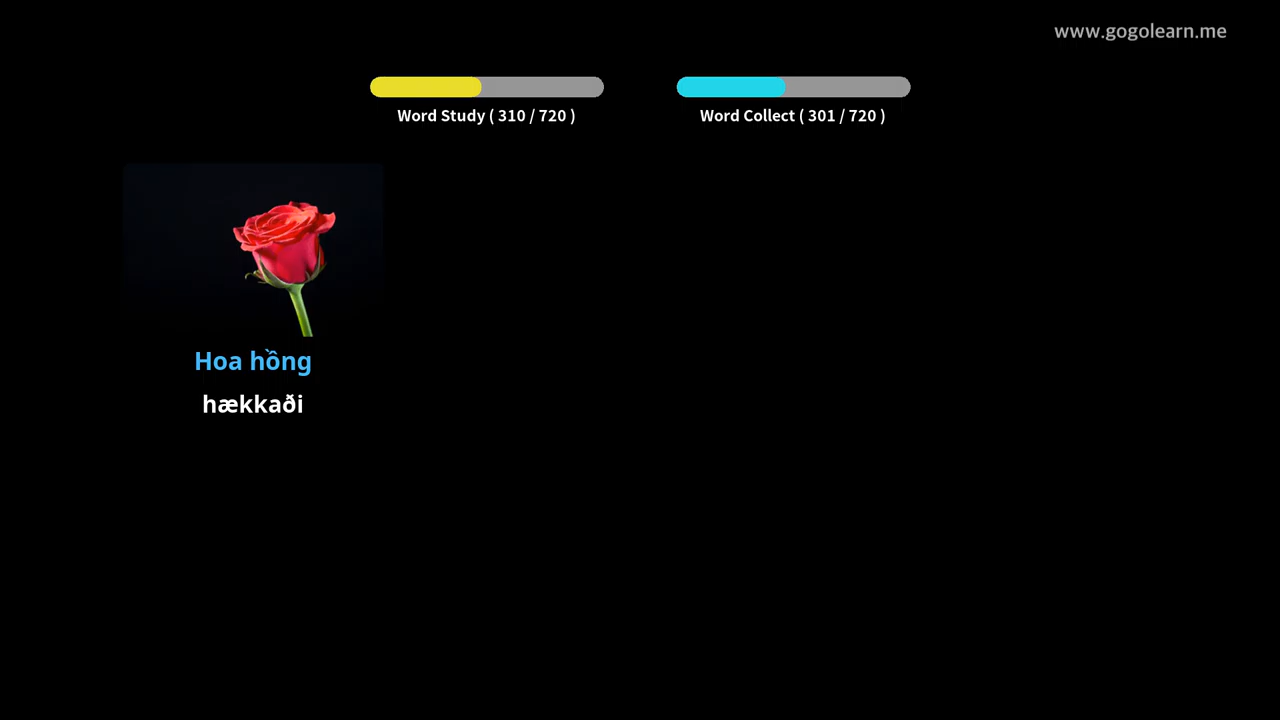 www.gogolearn.me
Word Study ( 310 / 720 )
Word Collect ( 301 / 720 )
Hoa hồng
hækkaði